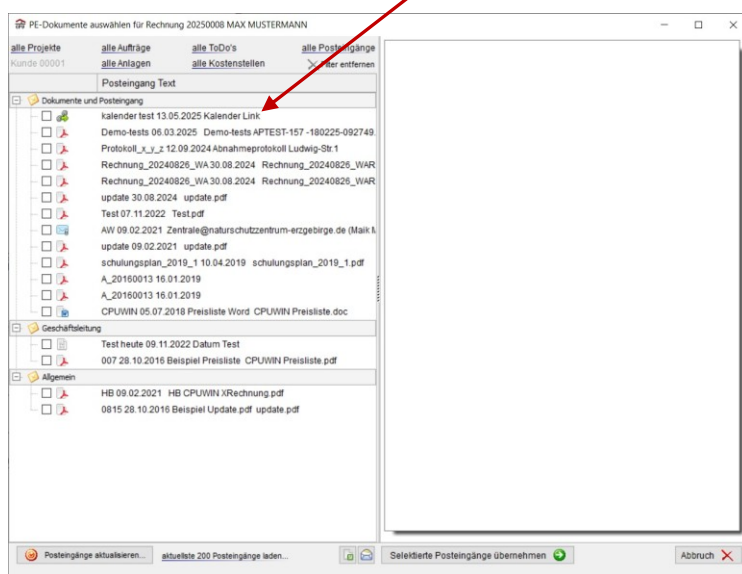 PE-Dokumente auswählen für Rechnung 20250008 MAX MUSTERMANN
alle Projekte alle Aufträge alle ToDo's alle Posteingänge
Kunde 00001 alle Anlagen alle Kostenstellen Filter entfernen
Posteingang Text
Dokumente und Posteingang
kalender test 13.05.2025 Kalender Link
Demo-tests 06.03.2025 Demo-tests APTEST-157 -180225-092749.
Protokoll_x_y_z 12.09.2024 Abnahmeprotokoll Ludwig-Str.1
Rechnung_20240826_WA 30.08.2024 Rechnung_20240826_WAR
Rechnung_20240826_WA 30.08.2024 Rechnung_20240826_WAR
update 30.08.2024 update.pdf
Test 07.11.2022 Test.pdf
AW 09.02.2021 Zentrale@naturschutzzentrum-erzgebirge.de (Maik M
update 09.02.2021 update.pdf
schulungsplan_2019_1 10.04.2019 schulungsplan_2019_1.pdf
A_20160013 16.01.2019
A_20160013 16.01.2019
CPUWIN 05.07.2018 Preisliste Word CPUWIN Preisliste.doc
Geschäftsleitung
Test heute 09.11.2022 Datum Test
007 28.10.2016 Beispiel Preisliste CPUWIN Preisliste.pdf
Allgemein
HB 09.02.2021 HB CPUWIN XRechnung.pdf
0815 28.10.2016 Beispiel Update.pdf update.pdf
Posteingänge aktualisieren... aktuellste 200 Posteingänge laden... Selektierte Posteingänge übernehmen Abbruch